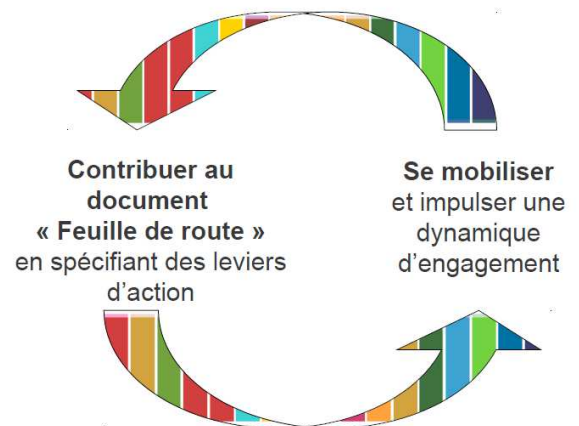 Contribuer au
document
« Feuille de route »
en spécifiant des leviers
d'action
Se mobiliser
et impulser une
dynamique
d'engagement